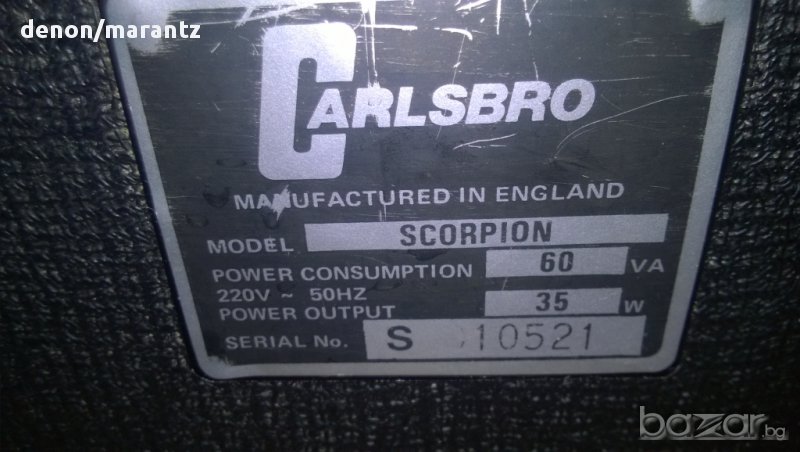 denon/marantz
CARLSBRO
MANUFACTURED IN ENGLAND
MODEL SCORPION
POWER CONSUMPTION 60 VA
220V ~ 50HZ
POWER OUTPUT 35 W
SERIAL No. S 10521
bazar.bg